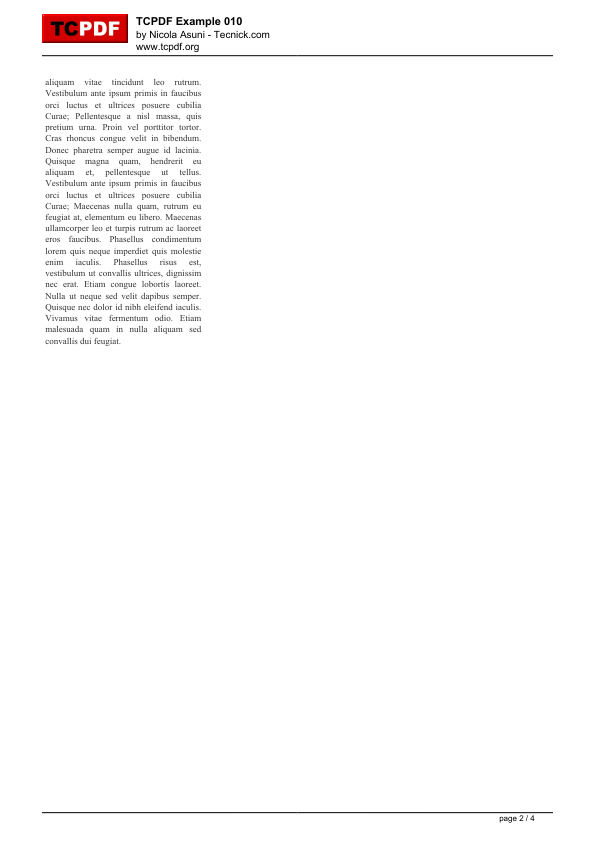 TCPDF
TCPDF Example 010
by Nicola Asuni - Tecnick.com
www.tcpdf.org
aliquam vitae tincidunt leo rutrum.
Vestibulum ante ipsum primis in faucibus
orci luctus et ultrices posuere cubilia
Curae; Pellentesque a nisl massa, quis
pretium urna. Proin vel porttitor tortor.
Cras rhoncus congue velit in bibendum.
Donec pharetra semper augue id lacinia.
Quisque magna quam, hendrerit eu
aliquam et, pellentesque ut tellus.
Vestibulum ante ipsum primis in faucibus
orci luctus et ultrices posuere cubilia
Curae; Maecenas nulla quam, rutrum eu
feugiat at, elementum eu libero. Maecenas
ullamcorper leo et turpis rutrum ac laoreet
eros faucibus. Phasellus condimentum
lorem quis neque imperdiet quis molestie
enim iaculis. Phasellus risus est,
vestibulum ut convallis ultrices, dignissim
nec erat. Etiam congue lobortis laoreet.
Nulla ut neque sed velit dapibus semper.
Quisque nec dolor id nibh eleifend iaculis.
Vivamus vitae fermentum odio. Etiam
malesuada quam in nulla aliquam sed
convallis dui feugiat.
page 2 / 4